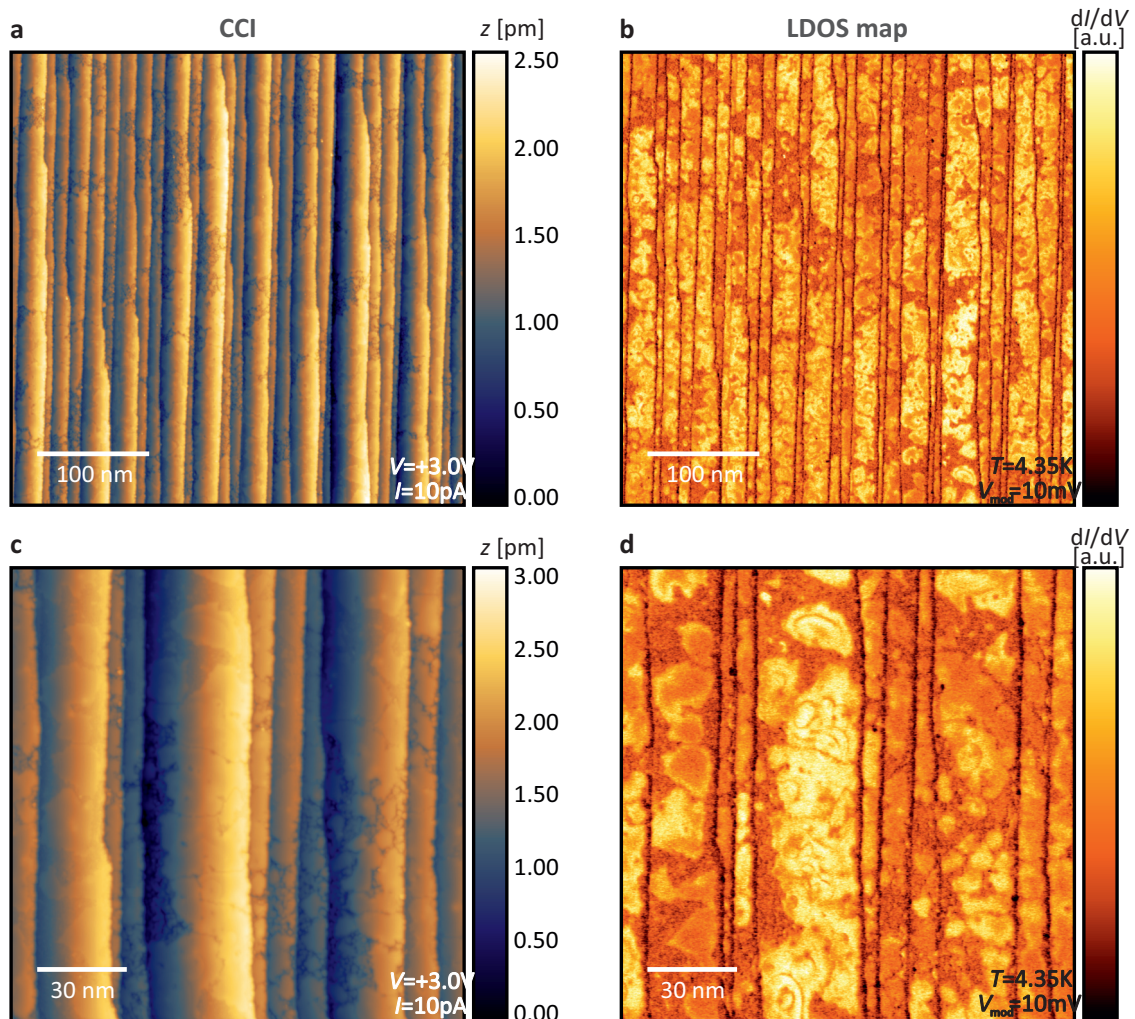 a
CCI
z [pm]
2.50
2.00
1.50
1.00
0.50
0.00
100 nm
V=+3.0V
I=10pA
b
LDOS map
dI/dV
[a.u.]
100 nm
T=4.35K
Vmod=10mV
c
z [pm]
3.00
2.50
2.00
1.50
1.00
0.50
0.00
30 nm
V=+3.0V
I=10pA
d
dI/dV
[a.u.]
30 nm
T=4.35K
Vmod=10mV